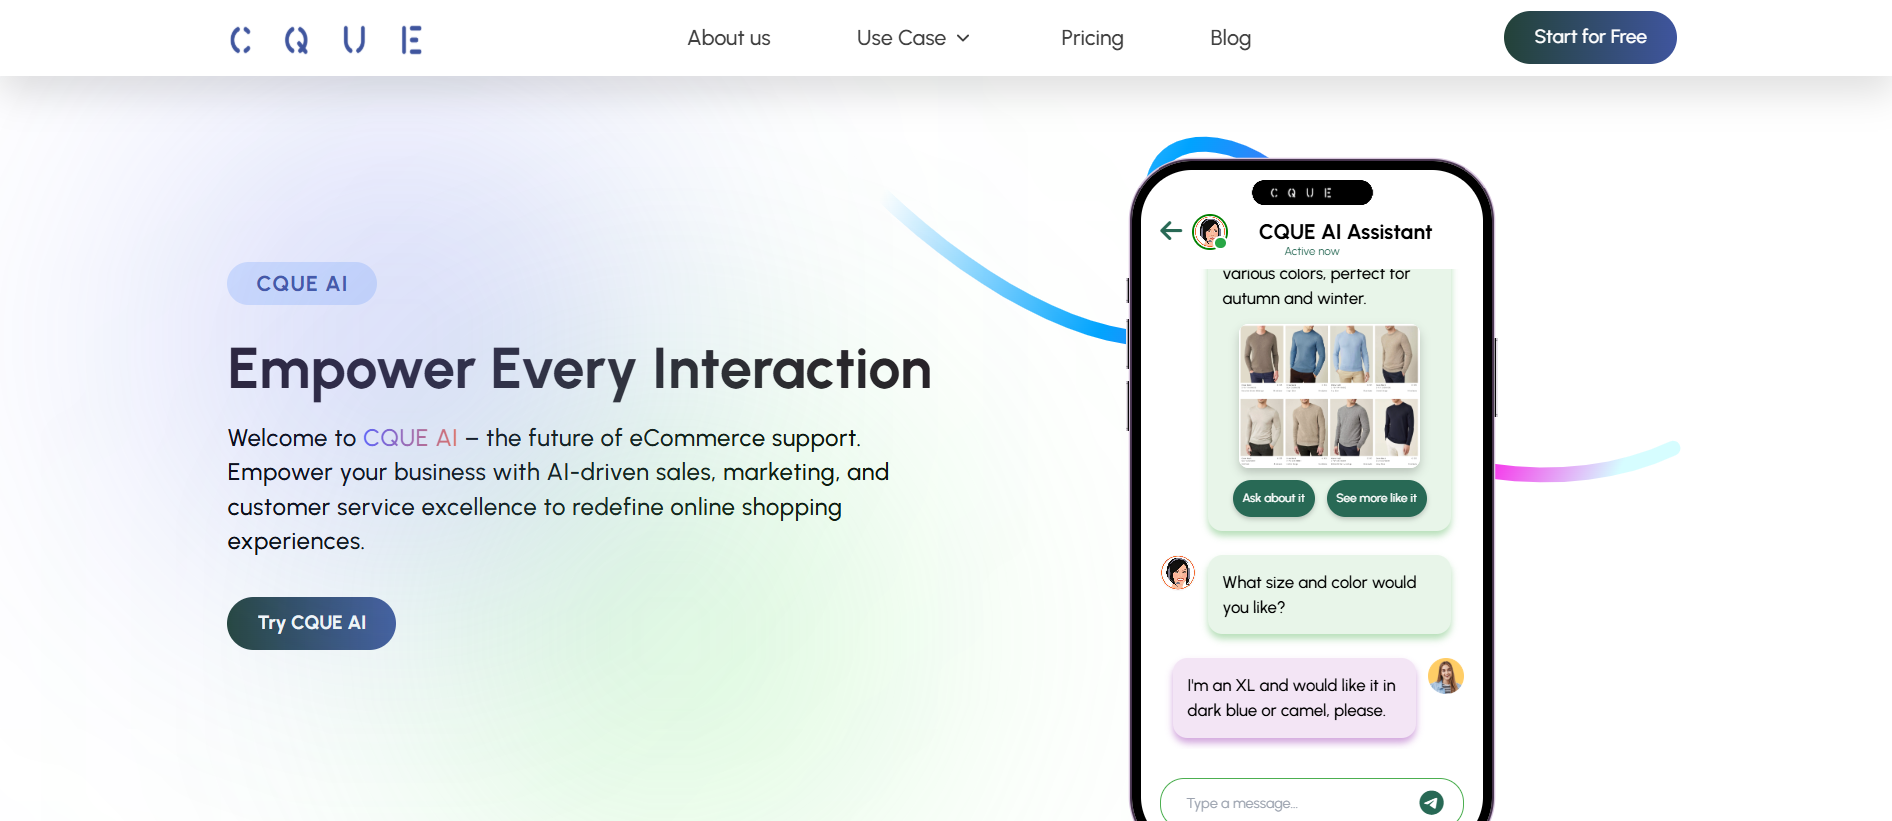 CQUE
About us
Use Case
Pricing
Blog
Start for Free
CQUE AI
Empower Every Interaction
Welcome to CQUE AI – the future of eCommerce support.
Empower your business with AI-driven sales, marketing, and
customer service excellence to redefine online shopping
experiences.
Try CQUE AI
CQUE
CQUE AI Assistant
Active now
various colors, perfect for
autumn and winter.
Ask about it
See more like it
What size and color would
you like?
I'm an XL and would like it in
dark blue or camel, please.
Type a message...